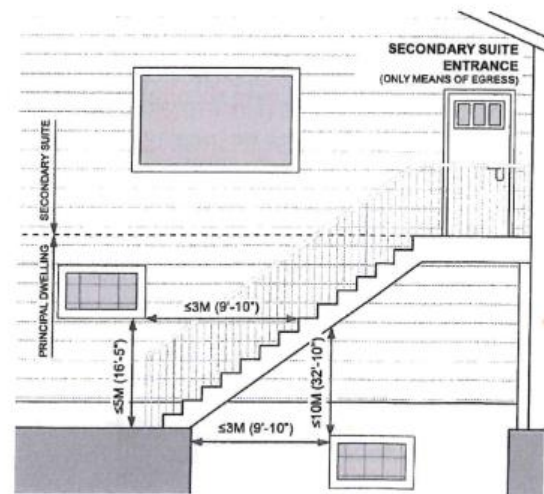 SECONDARY SUITE
ENTRANCE
(ONLY MEANS OF EGRESS)
SECONDARY SUITE
PRINCIPAL DWELLING
≤3M (9'-10")
≤5M (16'-5")
≤10M (32'-10")
≤3M (9'-10")